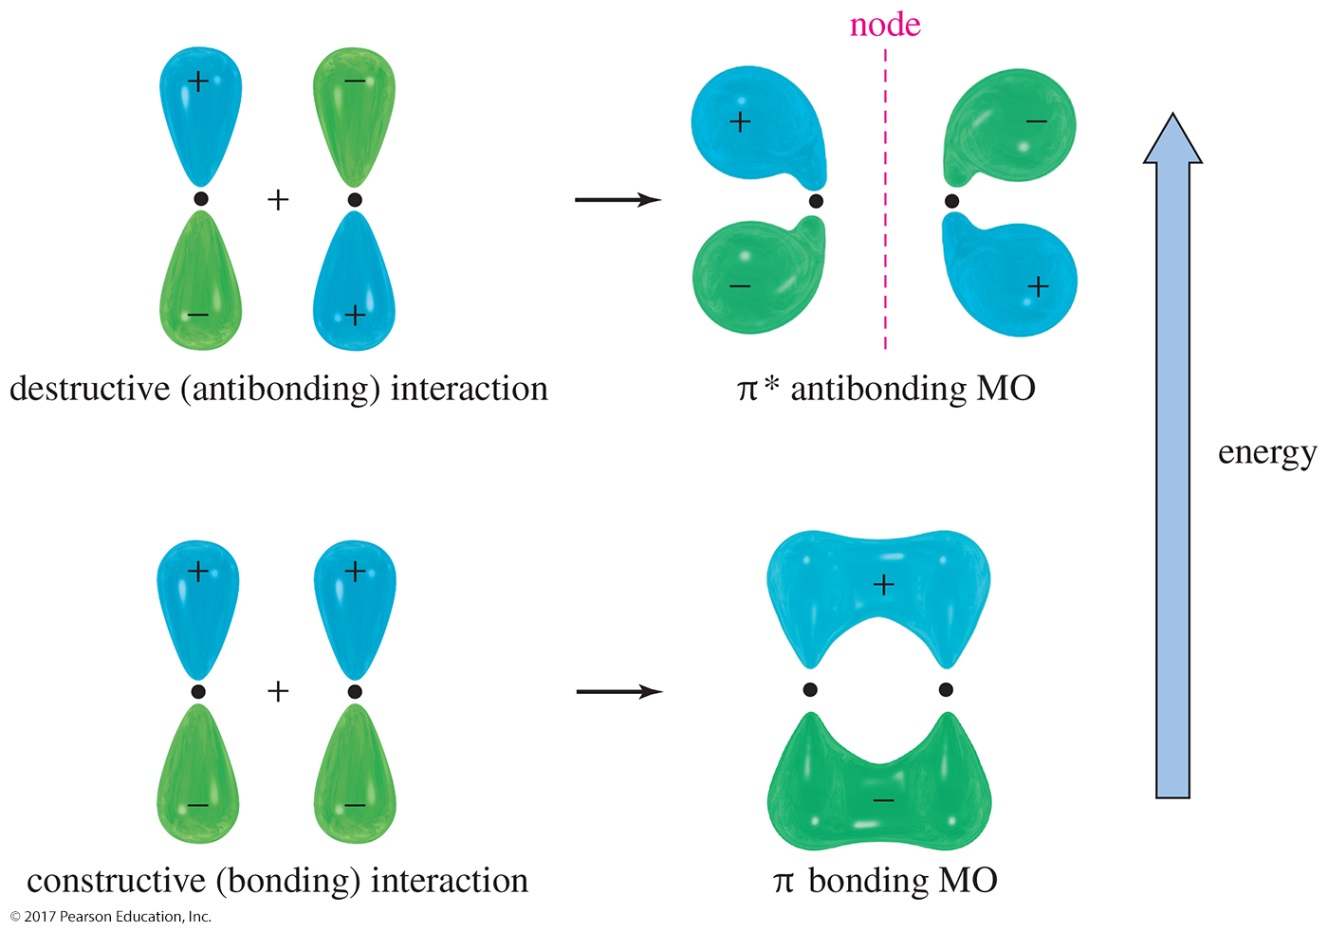 node
+ −
+ −
+
− +
− +
destructive (antibonding) interaction
π* antibonding MO
energy
+ +
+
+
− −
−
constructive (bonding) interaction
π bonding MO
© 2017 Pearson Education, Inc.